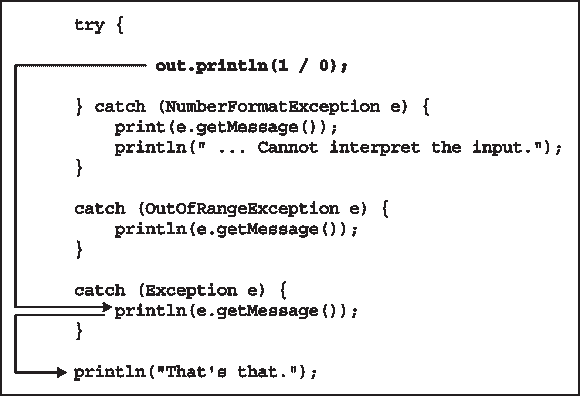 try {
out.println(1 / 0);
} catch (NumberFormatException e) {
print(e.getMessage());
println(" ... Cannot interpret the input.");
}
catch (OutOfRangeException e) {
println(e.getMessage());
}
catch (Exception e) {
println(e.getMessage());
}
println("That's that.");